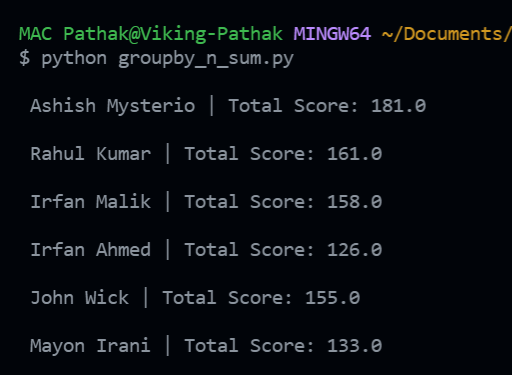 MAC Pathak@Viking-Pathak MINGW64 ~/Documents/
$ python groupby_n_sum.py
Ashish Mysterio | Total Score: 181.0
Rahul Kumar | Total Score: 161.0
Irfan Malik | Total Score: 158.0
Irfan Ahmed | Total Score: 126.0
John Wick | Total Score: 155.0
Mayon Irani | Total Score: 133.0